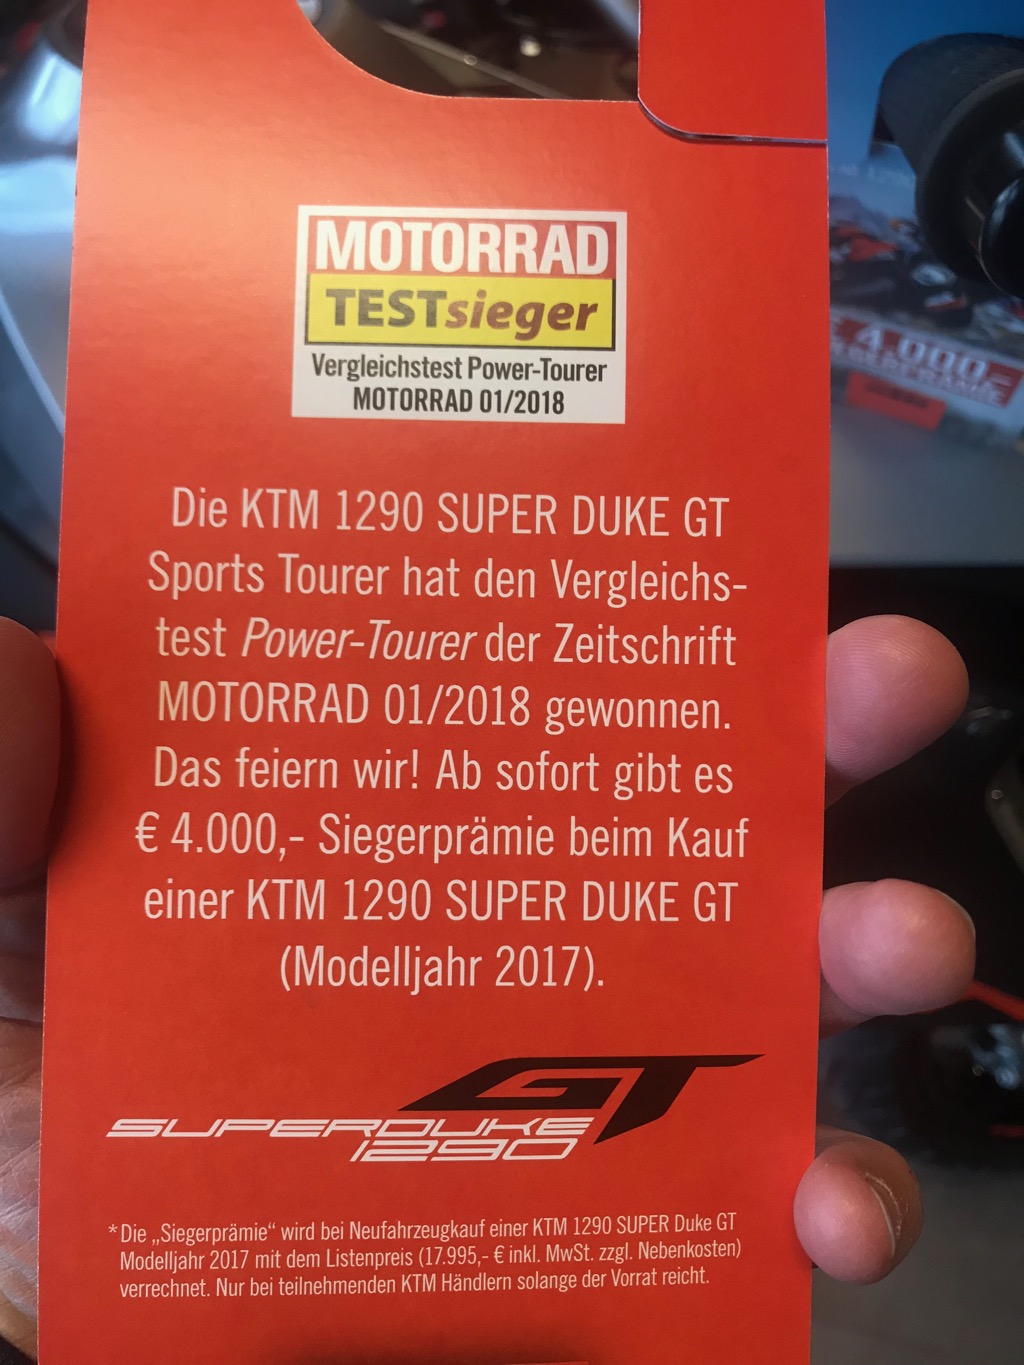 MOTORRAD
TESTsieger
Vergleichstest Power-Tourer
MOTORRAD 01/2018
Die KTM 1290 SUPER DUKE GT
Sports Tourer hat den Vergleichs-
test Power-Tourer der Zeitschrift
MOTORRAD 01/2018 gewonnen.
Das feiern wir! Ab sofort gibt es
€ 4.000,- Siegerprämie beim Kauf
einer KTM 1290 SUPER DUKE GT
(Modelljahr 2017).
GT
SUPERDUKE
1290
*Die „Siegerprämie“ wird bei Neufahrzeugkauf einer KTM 1290 SUPER Duke GT
Modelljahr 2017 mit dem Listenpreis (17.995,- € inkl. MwSt. zzgl. Nebenkosten)
verrechnet. Nur bei teilnehmenden KTM Händlern solange der Vorrat reicht.
4.000,-